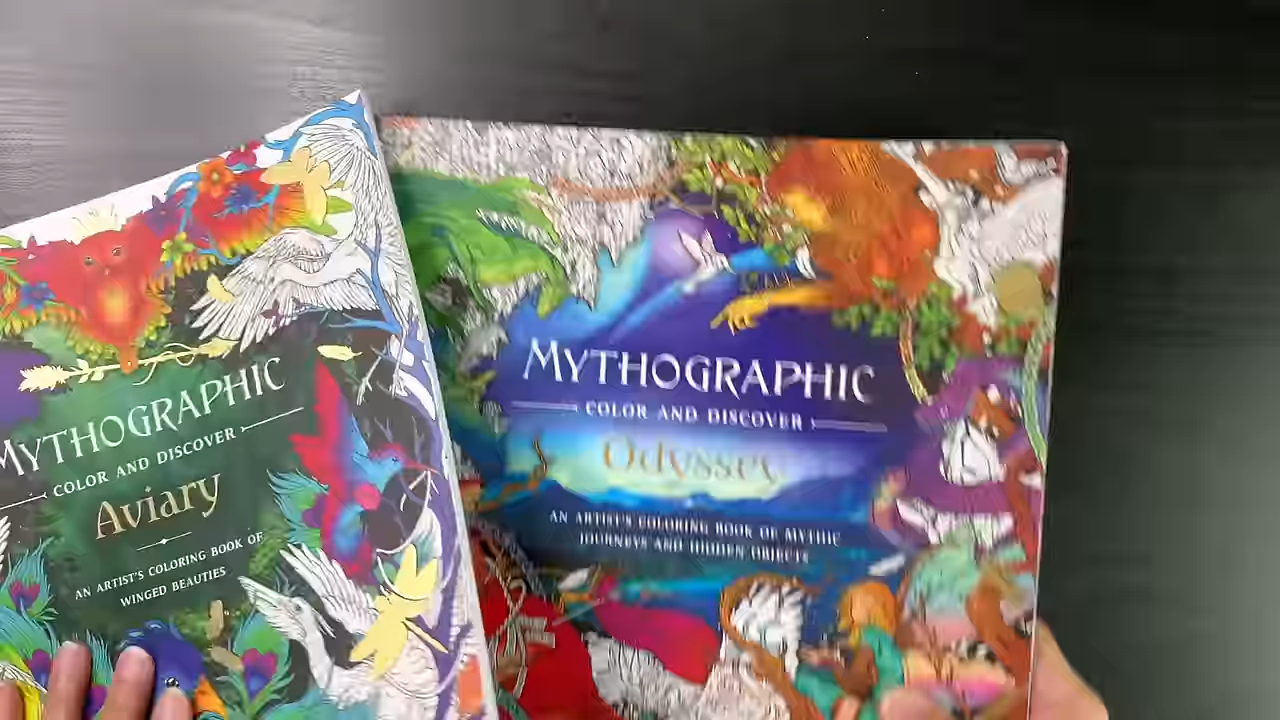 MYTHOGRAPHIC
COLOR AND DISCOVER
Aviary
AN ARTIST'S COLORING BOOK OF
WINGED BEAUTIES
MYTHOGRAPHIC
COLOR AND DISCOVER
Odyssey
AN ARTIST'S COLORING BOOK OF MYTHIC
JOURNEYS AND HIDDEN OBJECTS